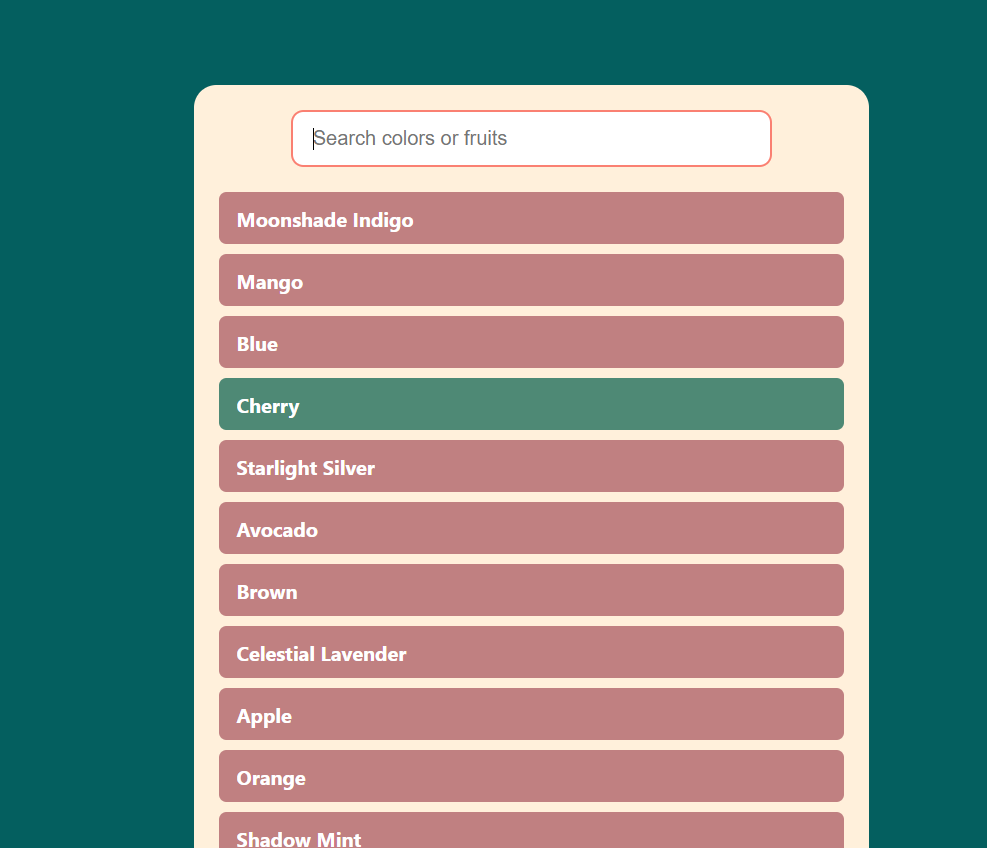 Search colors or fruits
Moonshade Indigo
Mango
Blue
Cherry
Starlight Silver
Avocado
Brown
Celestial Lavender
Apple
Orange
Shadow Mint